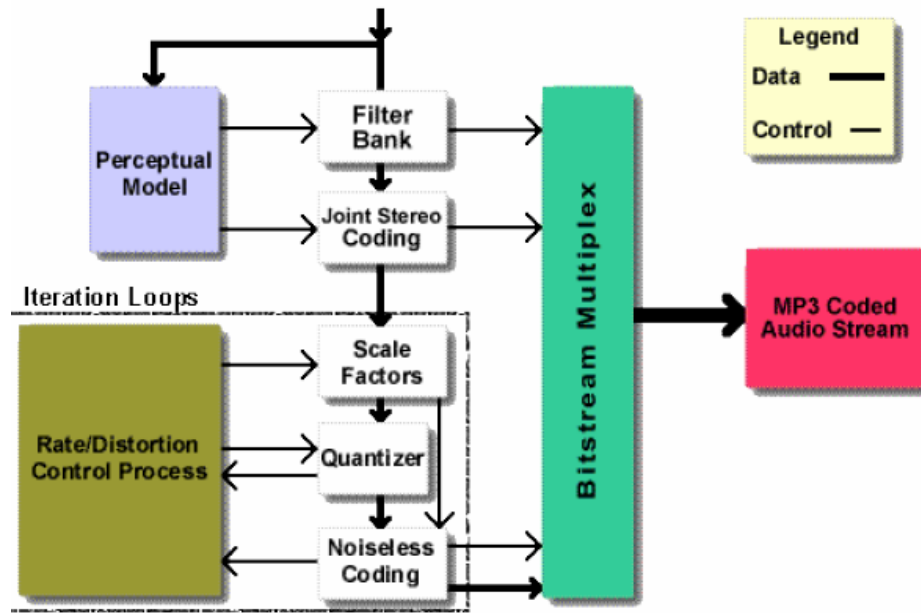 Legend
Data
Control
Filter
Bank
Perceptual
Model
Joint Stereo
Coding
Iteration Loops
Bitstream Multiplex
MP3 Coded
Audio Stream
Scale
Factors
Rate/Distortion
Control Process
Quantizer
Noiseless
Coding